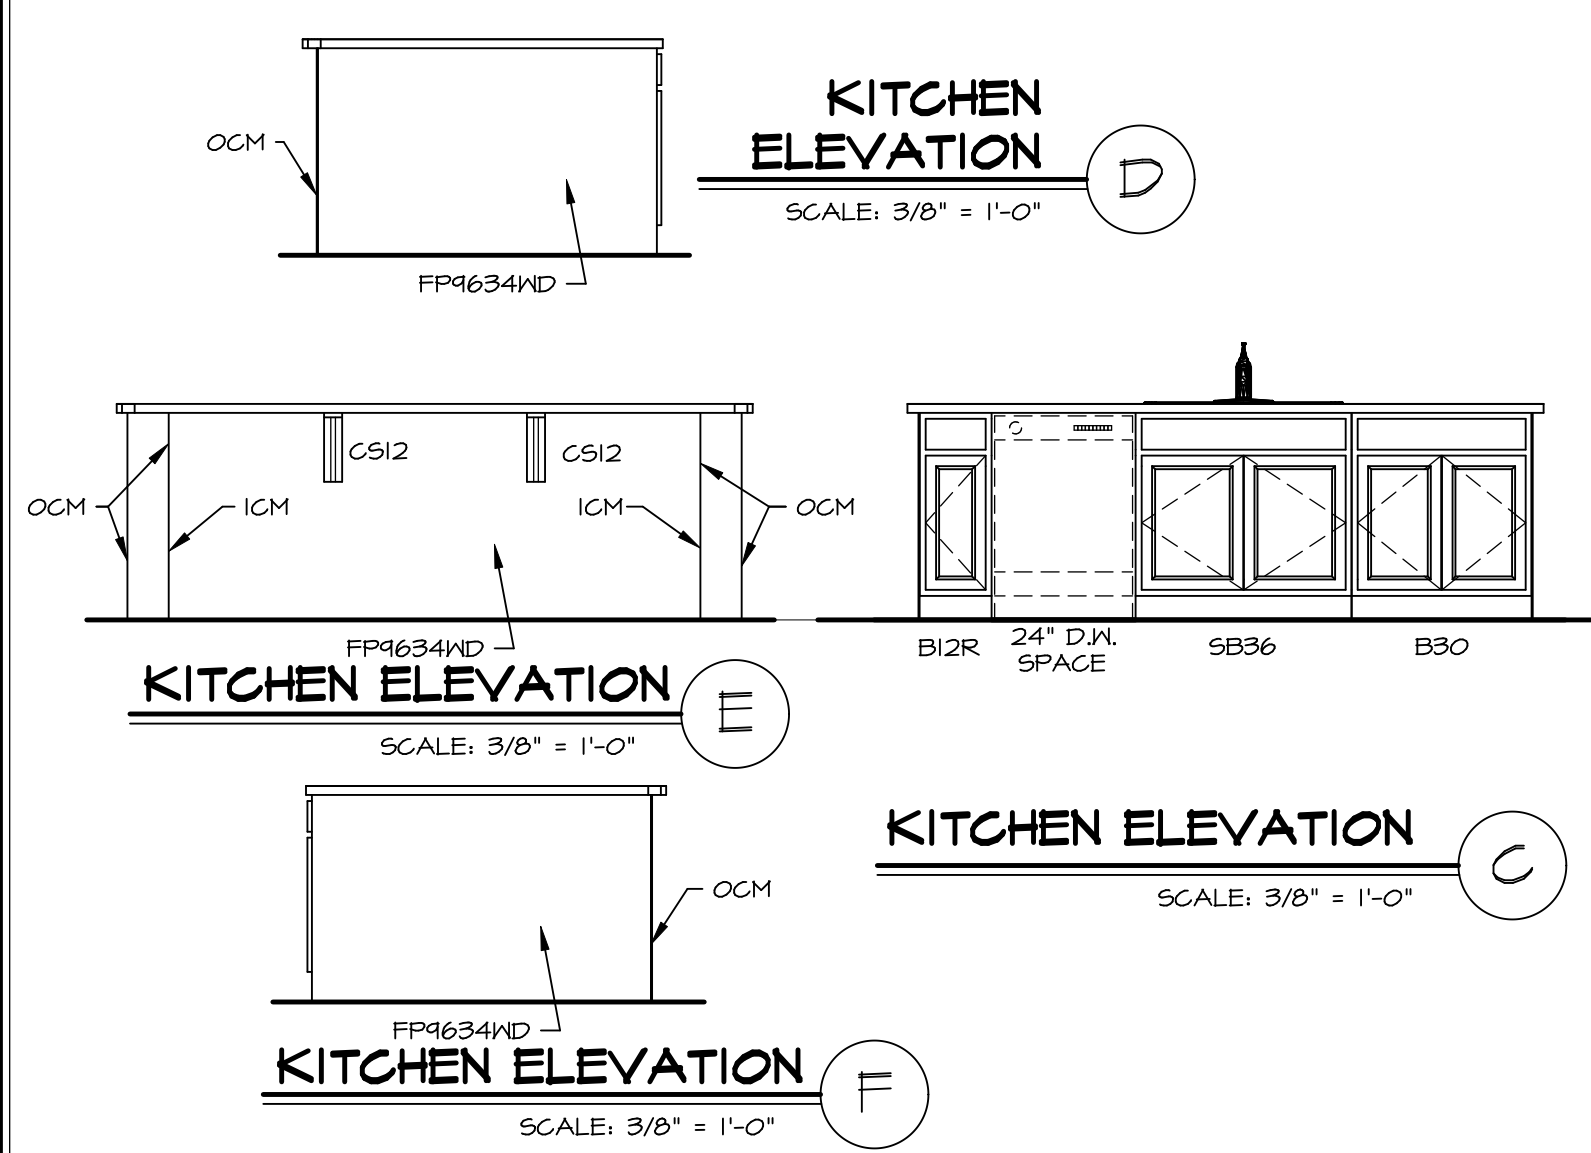 KITCHEN
ELEVATION
D
SCALE: 3/8" = 1'-0"
OCM
FP9634WD
CS12
CS12
OCM
ICM
ICM
OCM
FP9634WD
KITCHEN ELEVATION
E
SCALE: 3/8" = 1'-0"
B12R
24" D.W.
SPACE
SB36
B30
KITCHEN ELEVATION
C
SCALE: 3/8" = 1'-0"
OCM
FP9634WD
KITCHEN ELEVATION
F
SCALE: 3/8" = 1'-0"